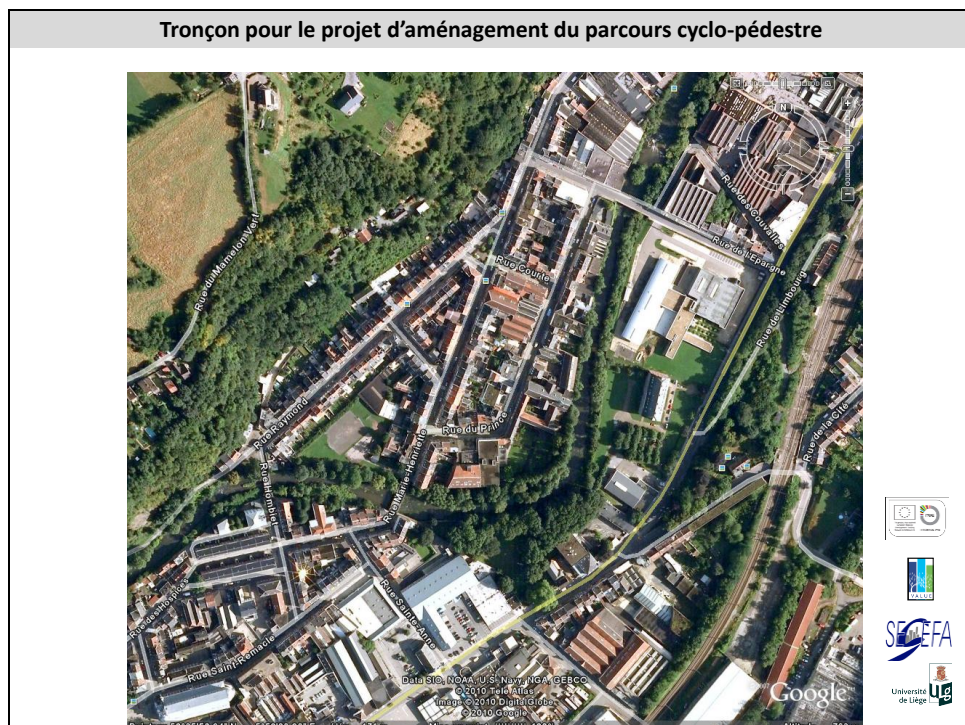 Tronçon pour le projet d’aménagement du parcours cyclo-pédestre
N
Rue des Gouvalles
Rue du Mamelon Vert
Rue de l'Epargne
Rue Courte
Rue de Limbourg
Rue Raymond
Rue du Prince
Rue de la Cité
Rue Marie-Henriette
Rue Hombiet
Rue des Hospices
Rue Sainte-Anne
Rue Saint-Remacle
Data SIO, NOAA, U.S. Navy, NGA, GEBCO
© 2010 Tele Atlas
Image © 2010 DigitalGlobe
© 2010 Google
Google
VALUE
SEGEFA
Université
de Liège
ULg